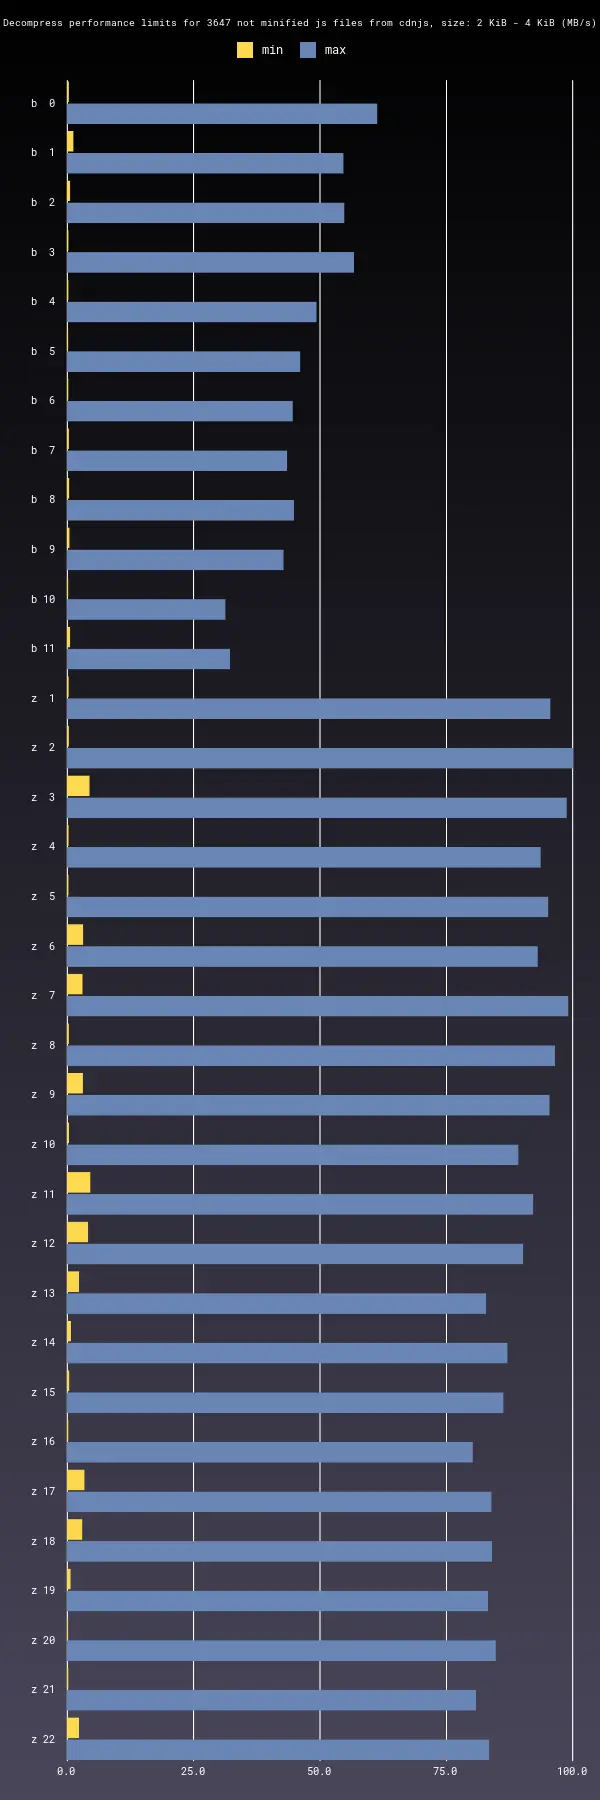 Decompress performance limits for 3647 not minified js files from cdnjs, size: 2 KiB - 4 KiB (MB/s)
min max
b 0
b 1
b 2
b 3
b 4
b 5
b 6
b 7
b 8
b 9
b 10
b 11
z 1
z 2
z 3
z 4
z 5
z 6
z 7
z 8
z 9
z 10
z 11
z 12
z 13
z 14
z 15
z 16
z 17
z 18
z 19
z 20
z 21
z 22
0.0 25.0 50.0 75.0 100.0